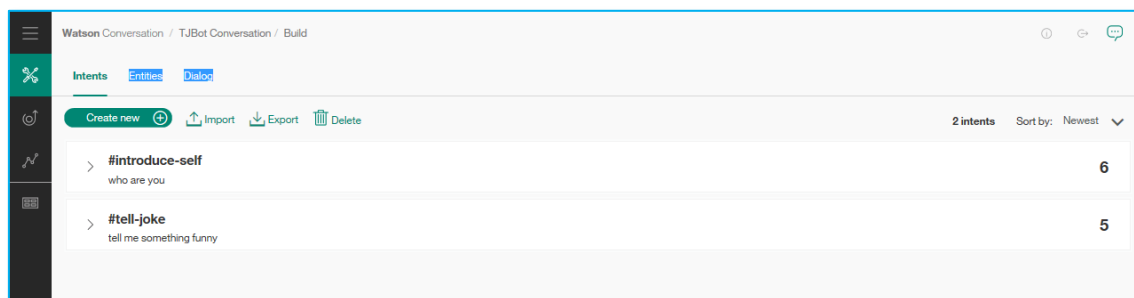 Watson Conversation / TJBot Conversation / Build
Intents Entities Dialog
Create new Import Export Delete 2 intents Sort by: Newest
#introduce-self 6
who are you
#tell-joke 5
tell me something funny